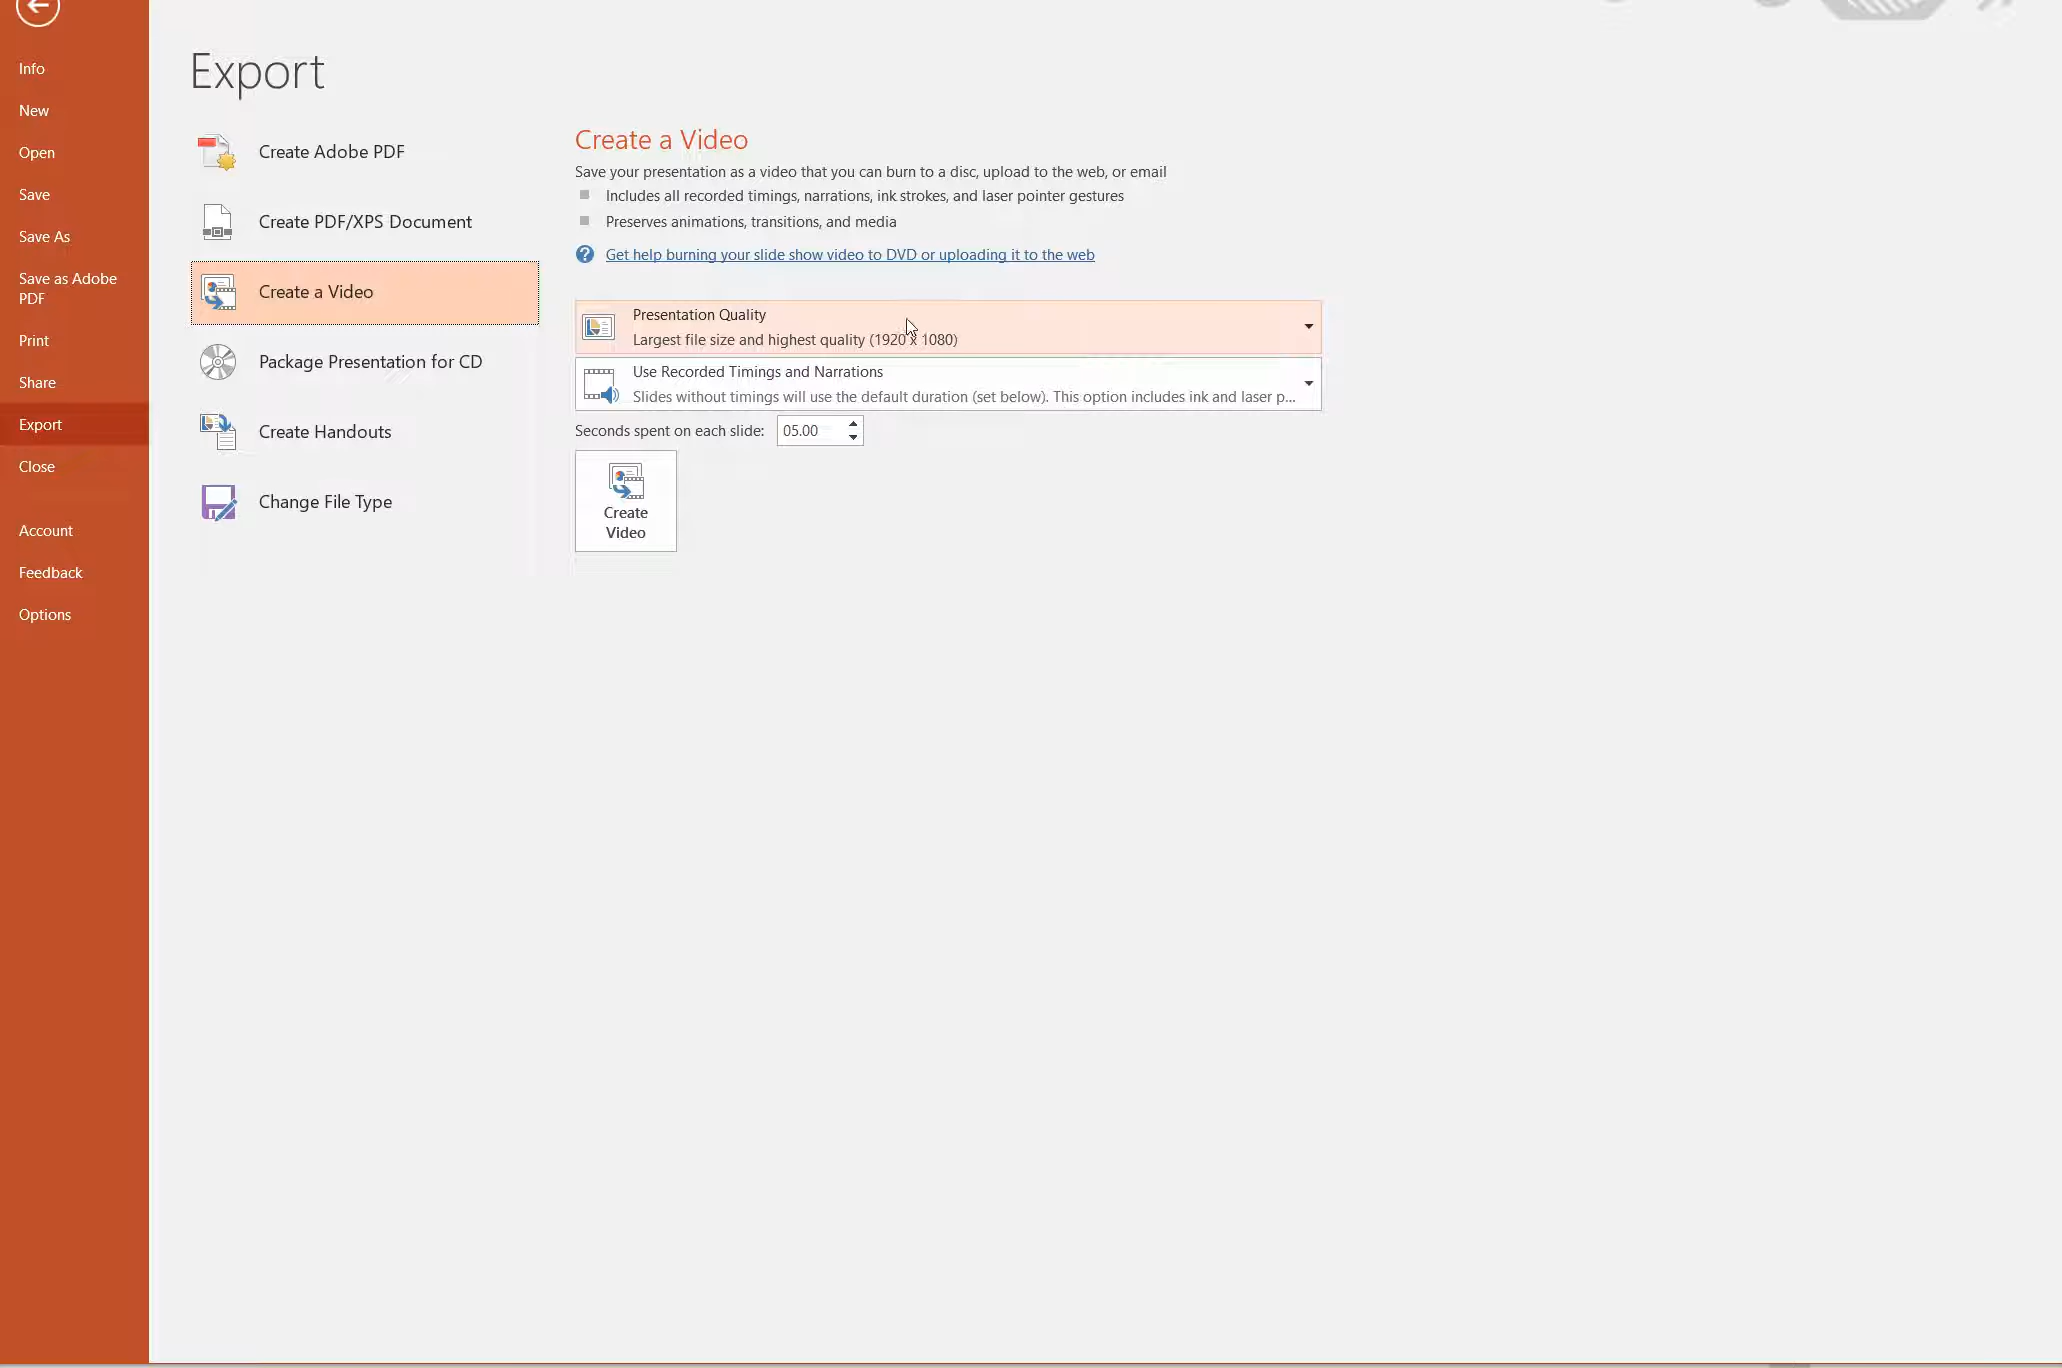 Export
Info
New
Open
Save
Save As
Save as Adobe
PDF
Print
Share
Export
Close
Account
Feedback
Options
Create Adobe PDF
Create PDF/XPS Document
Create a Video
Package Presentation for CD
Create Handouts
Change File Type
Create a Video
Save your presentation as a video that you can burn to a disc, upload to the web, or email
Includes all recorded timings, narrations, ink strokes, and laser pointer gestures
Preserves animations, transitions, and media
Get help burning your slide show video to DVD or uploading it to the web
Presentation Quality
Largest file size and highest quality (1920 x 1080)
Use Recorded Timings and Narrations
Slides without timings will use the default duration (set below). This option includes ink and laser p...
Seconds spent on each slide: 05.00
Create
Video